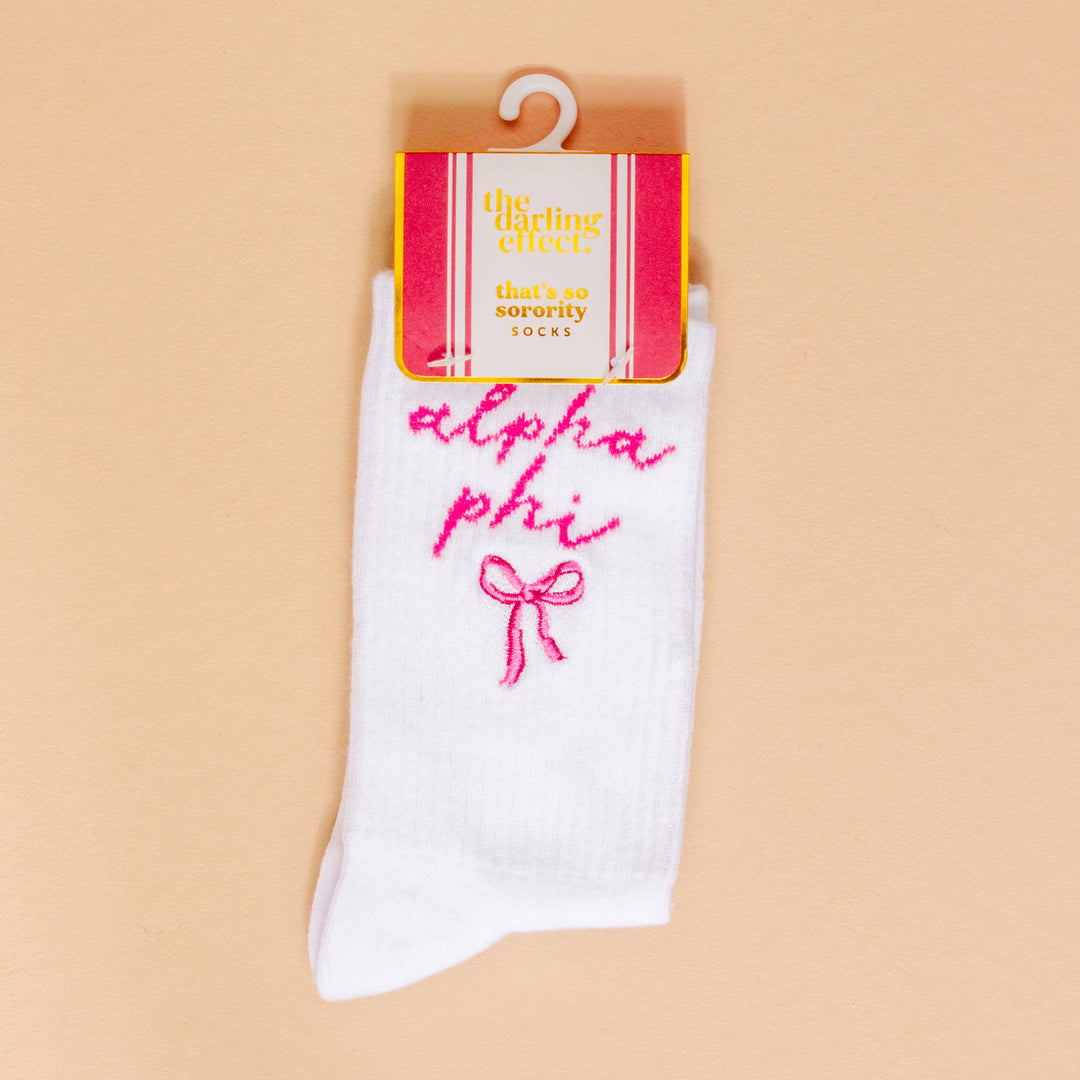 the
darling
effect.
that's so
sorority
SOCKS
alpha
phi